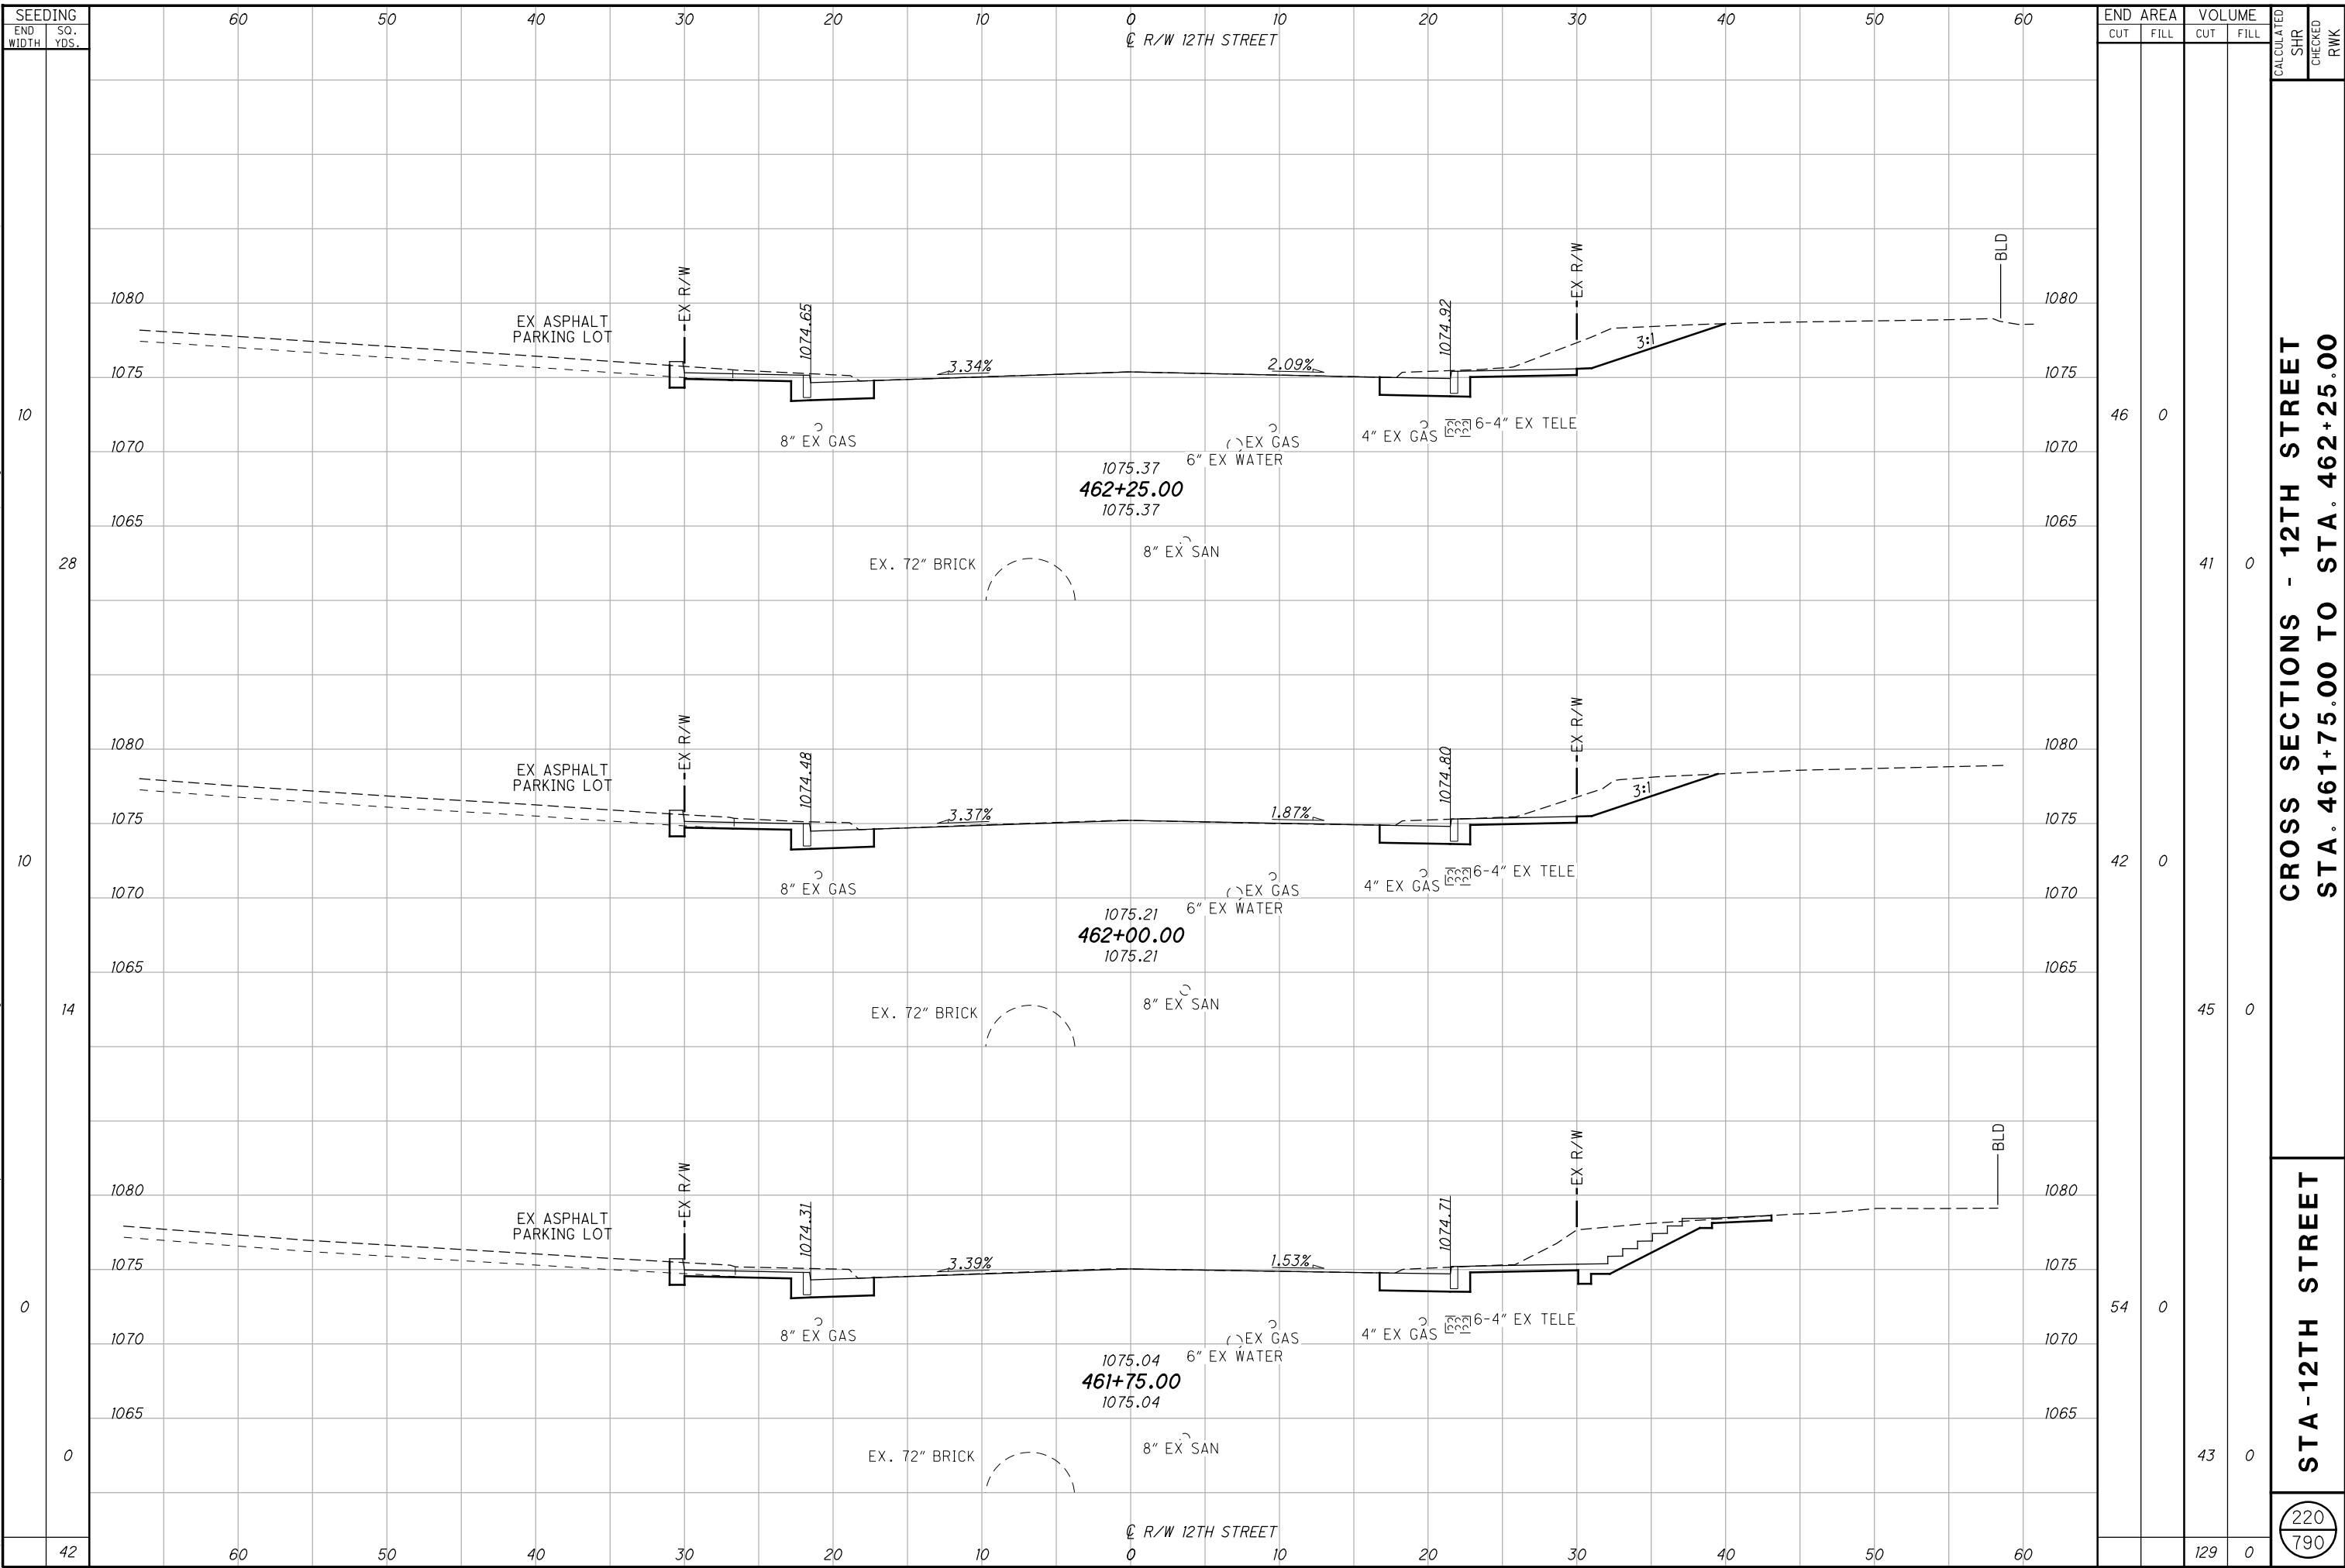 SEEDING
END WIDTH
SQ. YDS.
60 50 40 30 20 10 0 10 20 30 40 50 60
℄ R/W 12TH STREET
END AREA
VOLUME
CUT FILL CUT FILL
CALCULATED
SHR
CHECKED
RWK
BLD
EX R/W
EX R/W
1080
1080
EX ASPHALT
PARKING LOT
1074.65
1074.92
3:1
3.34%
2.09%
1075
1075
10
46 0
8" EX GAS
EX GAS
4" EX GAS
6-4" EX TELE
1070
1070
6" EX WATER
1075.37
462+25.00
1075.37
1065
1065
8" EX SAN
EX. 72" BRICK
28
41 0
EX R/W
EX R/W
1080
1080
EX ASPHALT
PARKING LOT
1074.48
1074.80
3:1
3.37%
1.87%
1075
1075
10
42 0
8" EX GAS
EX GAS
4" EX GAS
6-4" EX TELE
1070
1070
6" EX WATER
1075.21
462+00.00
1075.21
1065
1065
8" EX SAN
EX. 72" BRICK
14
45 0
BLD
EX R/W
EX R/W
1080
1080
EX ASPHALT
PARKING LOT
1074.31
1074.71
3.39%
1.53%
1075
1075
0
54 0
8" EX GAS
EX GAS
4" EX GAS
6-4" EX TELE
1070
1070
6" EX WATER
1075.04
461+75.00
1075.04
1065
1065
8" EX SAN
EX. 72" BRICK
0
43 0
℄ R/W 12TH STREET
42
60 50 40 30 20 10 0 10 20 30 40 50 60
129 0
CROSS SECTIONS - 12TH STREET
STA. 461+75.00 TO STA. 462+25.00
STA-12TH STREET
220
790